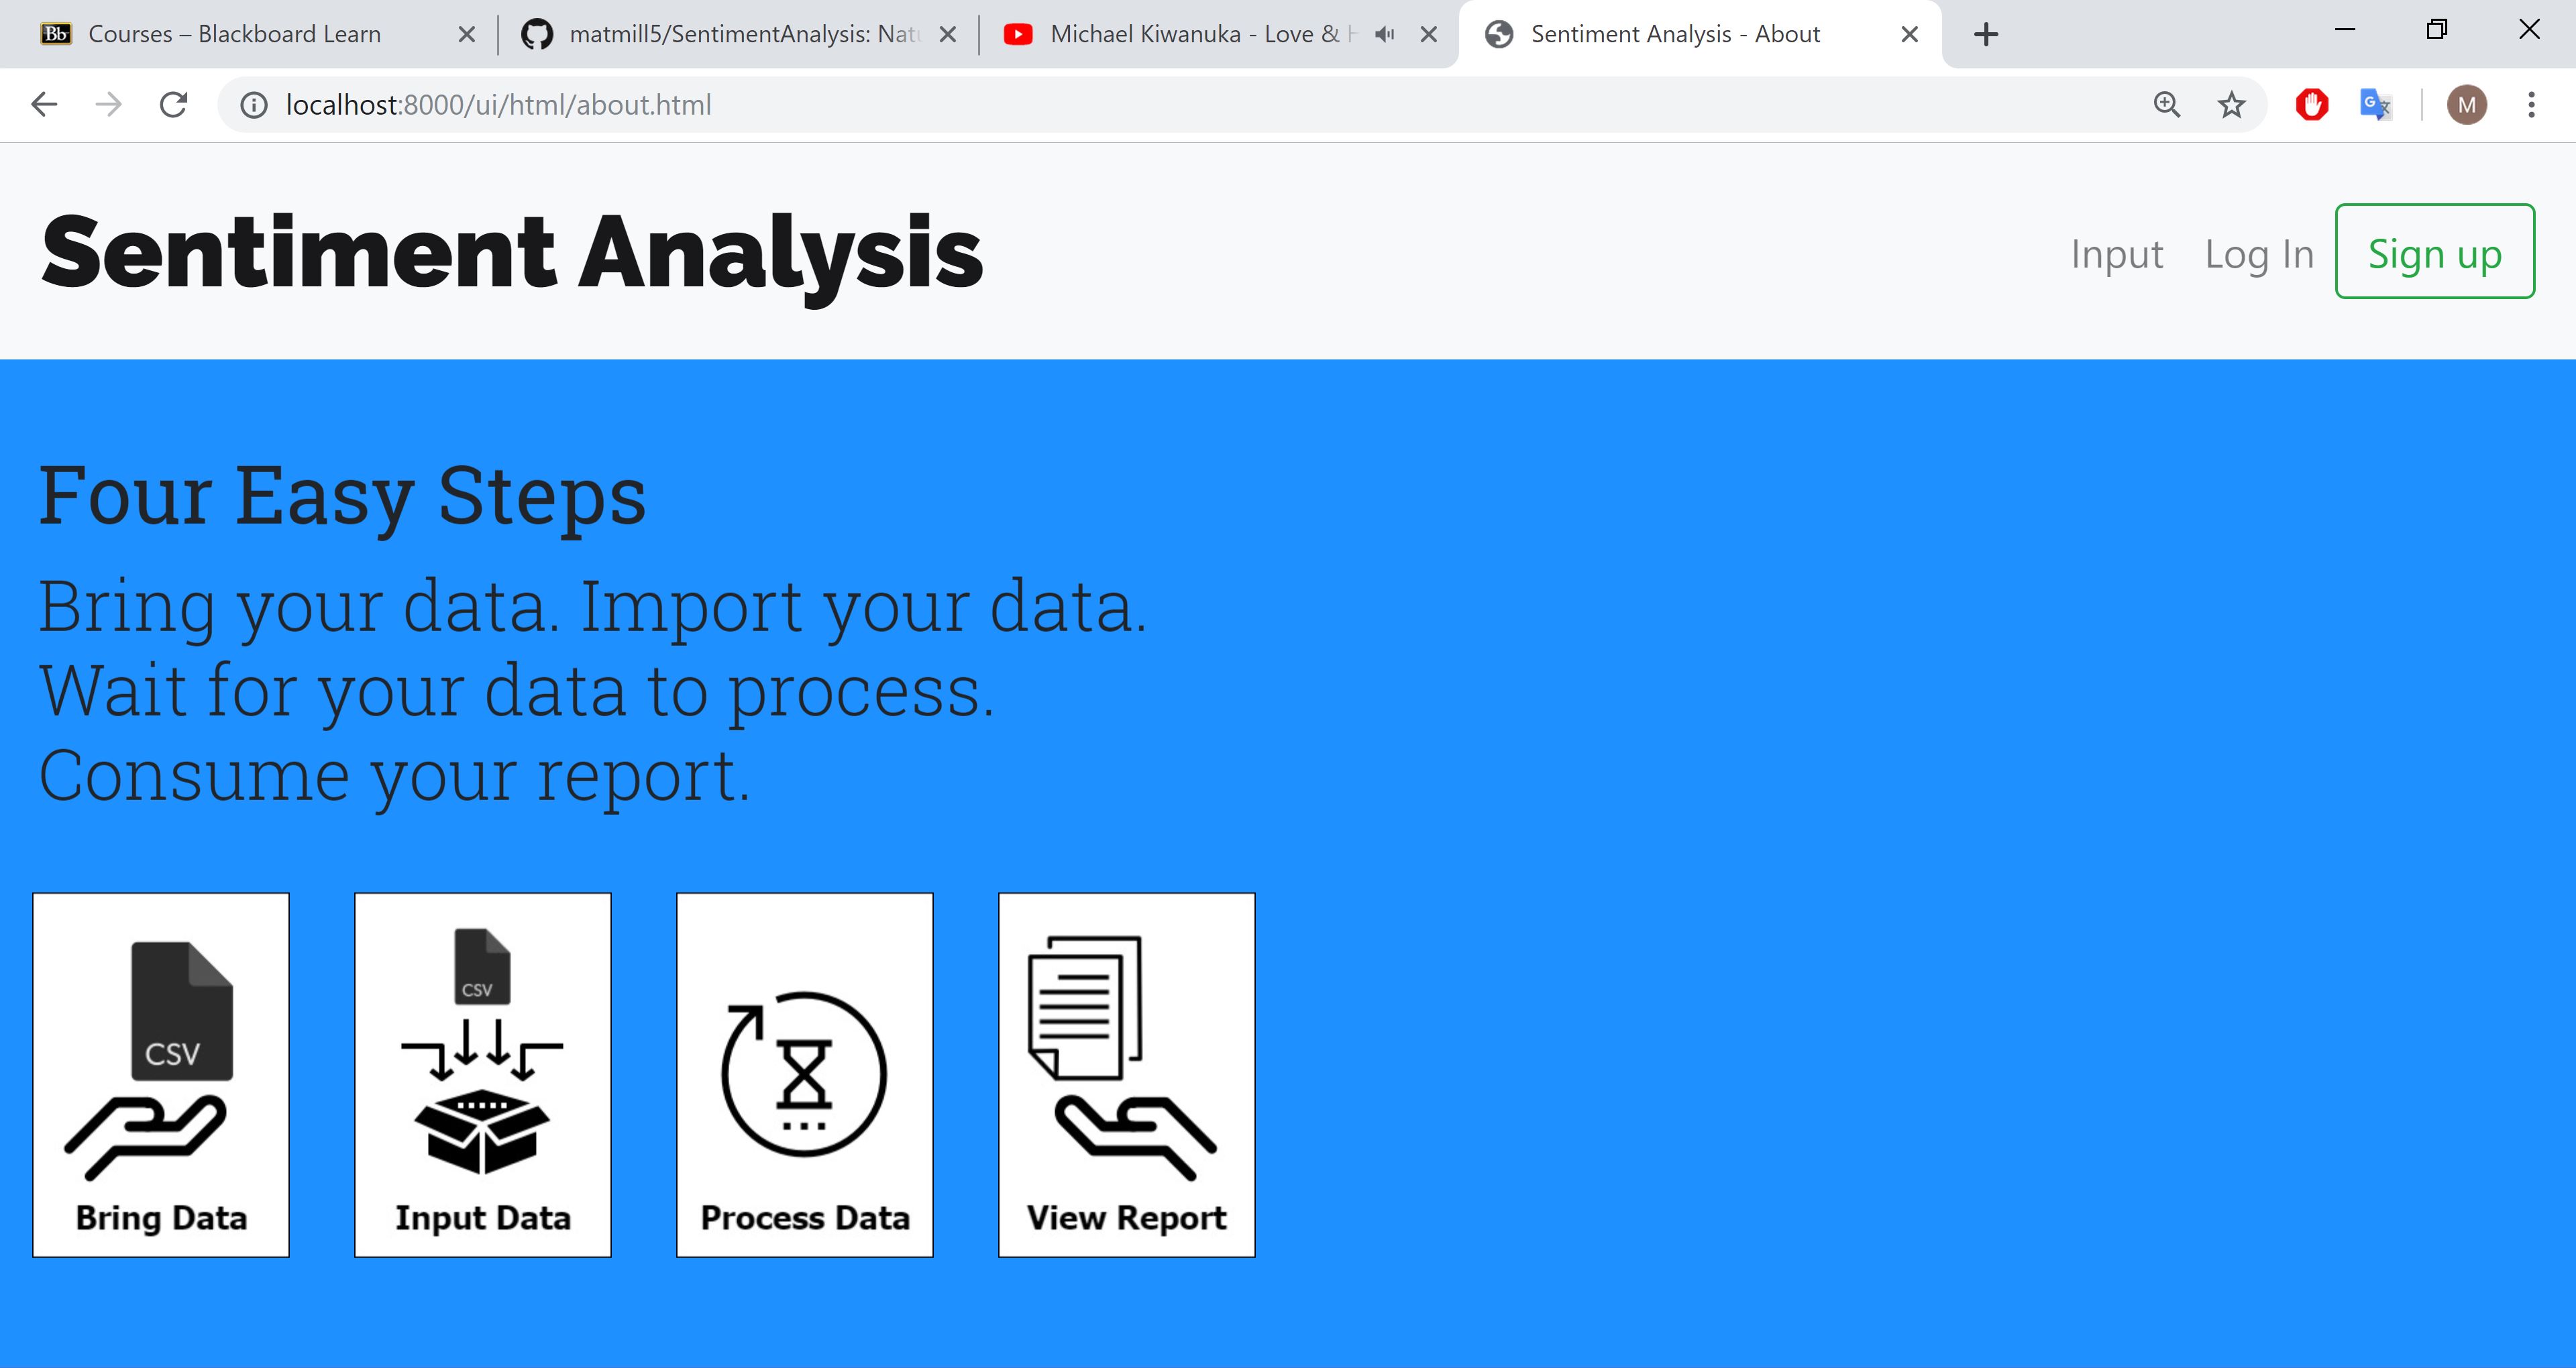 Bb Courses – Blackboard Learn
matmill5/SentimentAnalysis: Natu
Michael Kiwanuka - Love & H
Sentiment Analysis - About
localhost:8000/ui/html/about.html
M
Sentiment Analysis
Input Log In Sign up
Four Easy Steps
Bring your data. Import your data.
Wait for your data to process.
Consume your report.
CSV
Bring Data
CSV
Input Data
Process Data
View Report